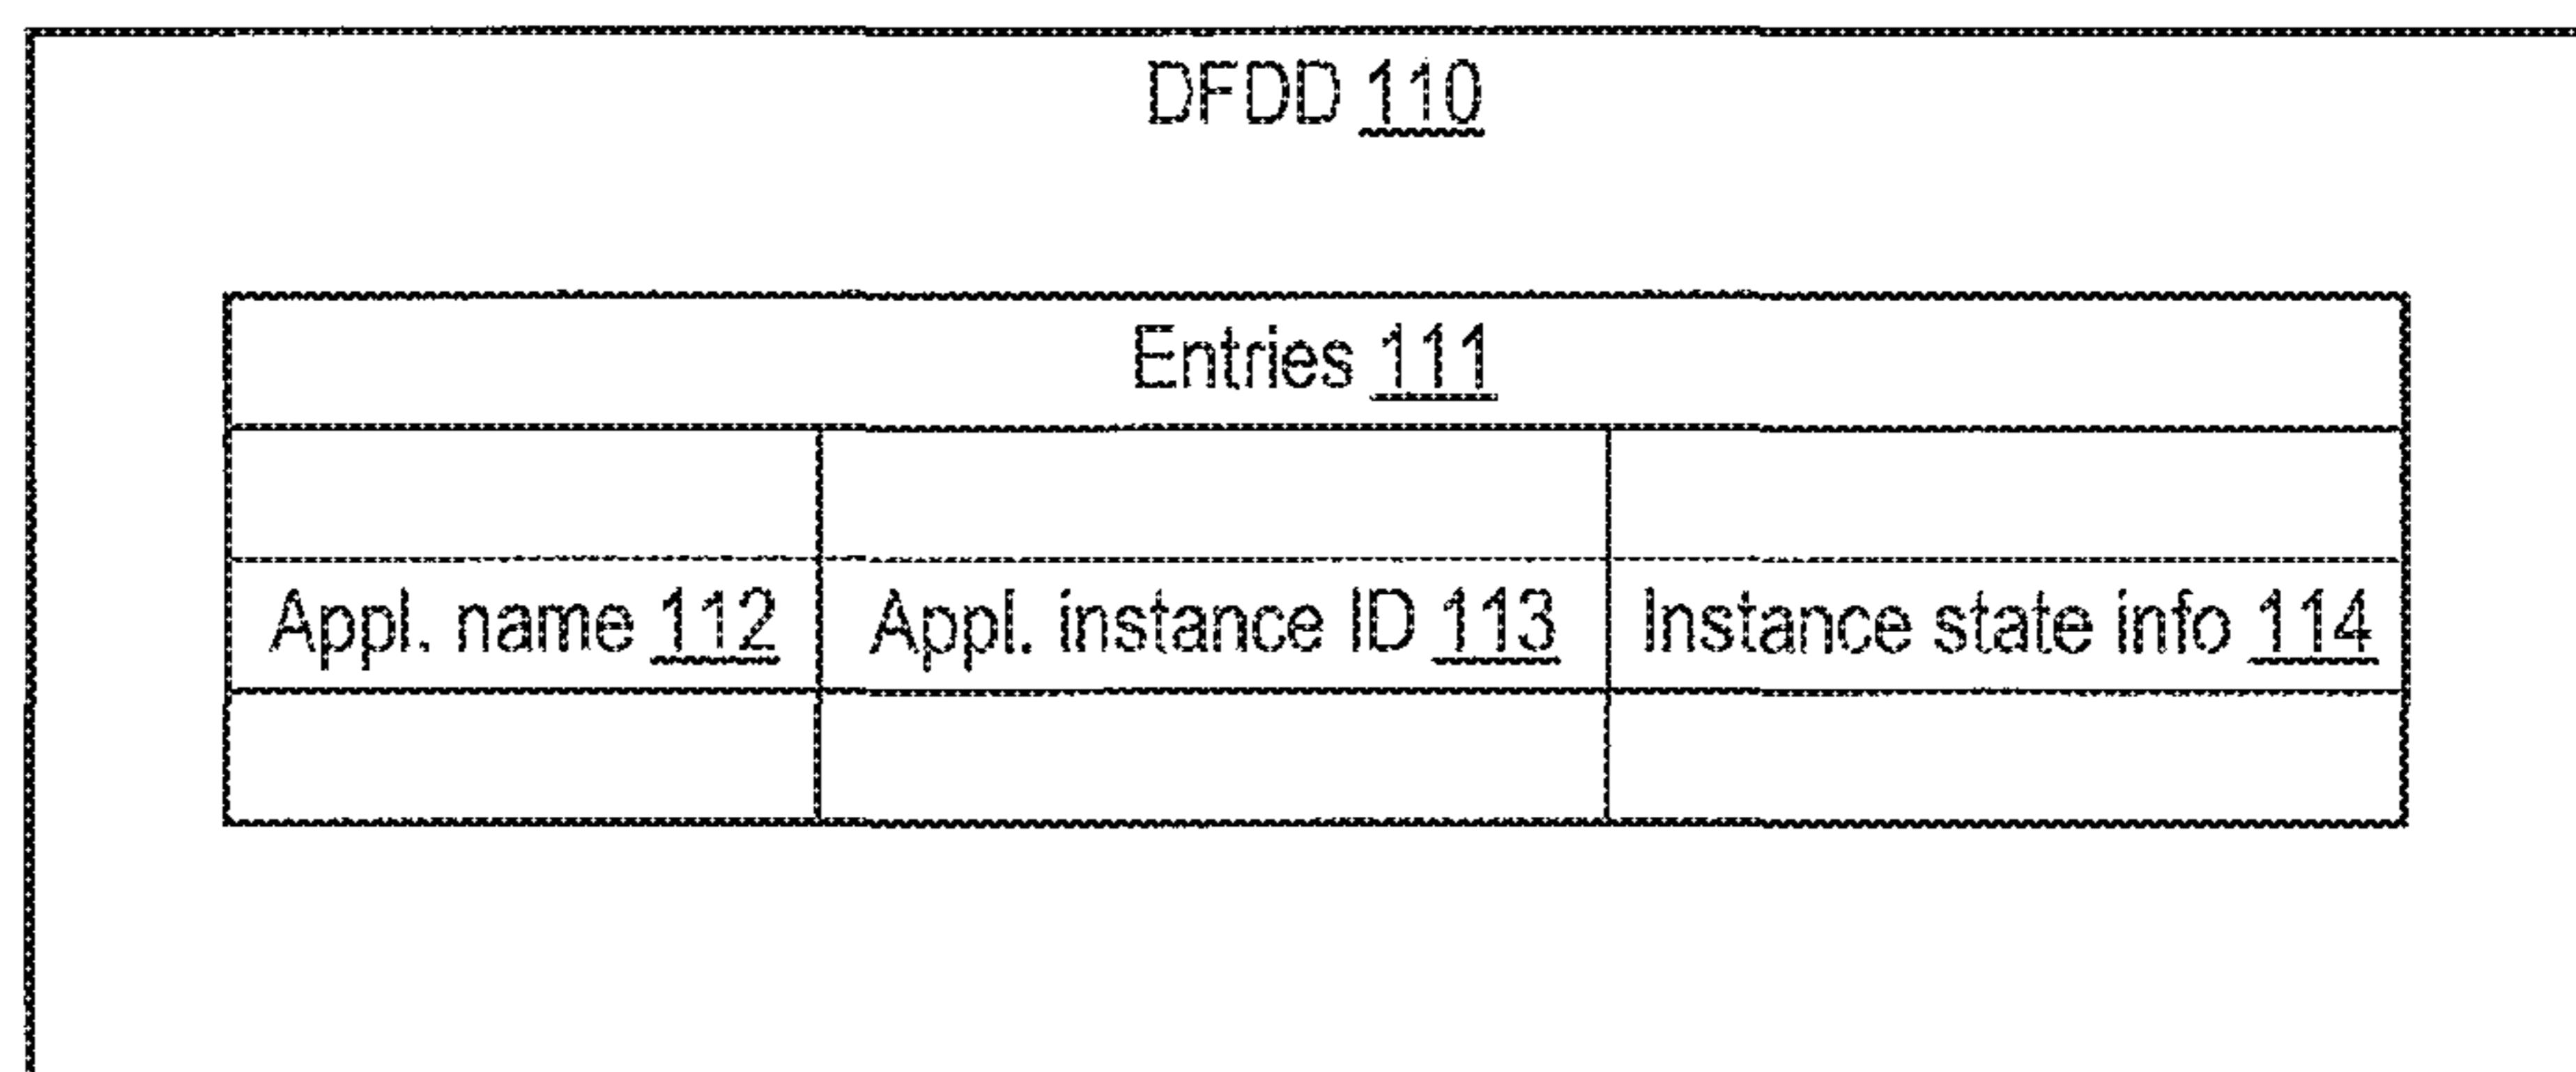 DFDD 110
Entries 111
Appl. name 112 Appl. instance ID 113 Instance state info 114